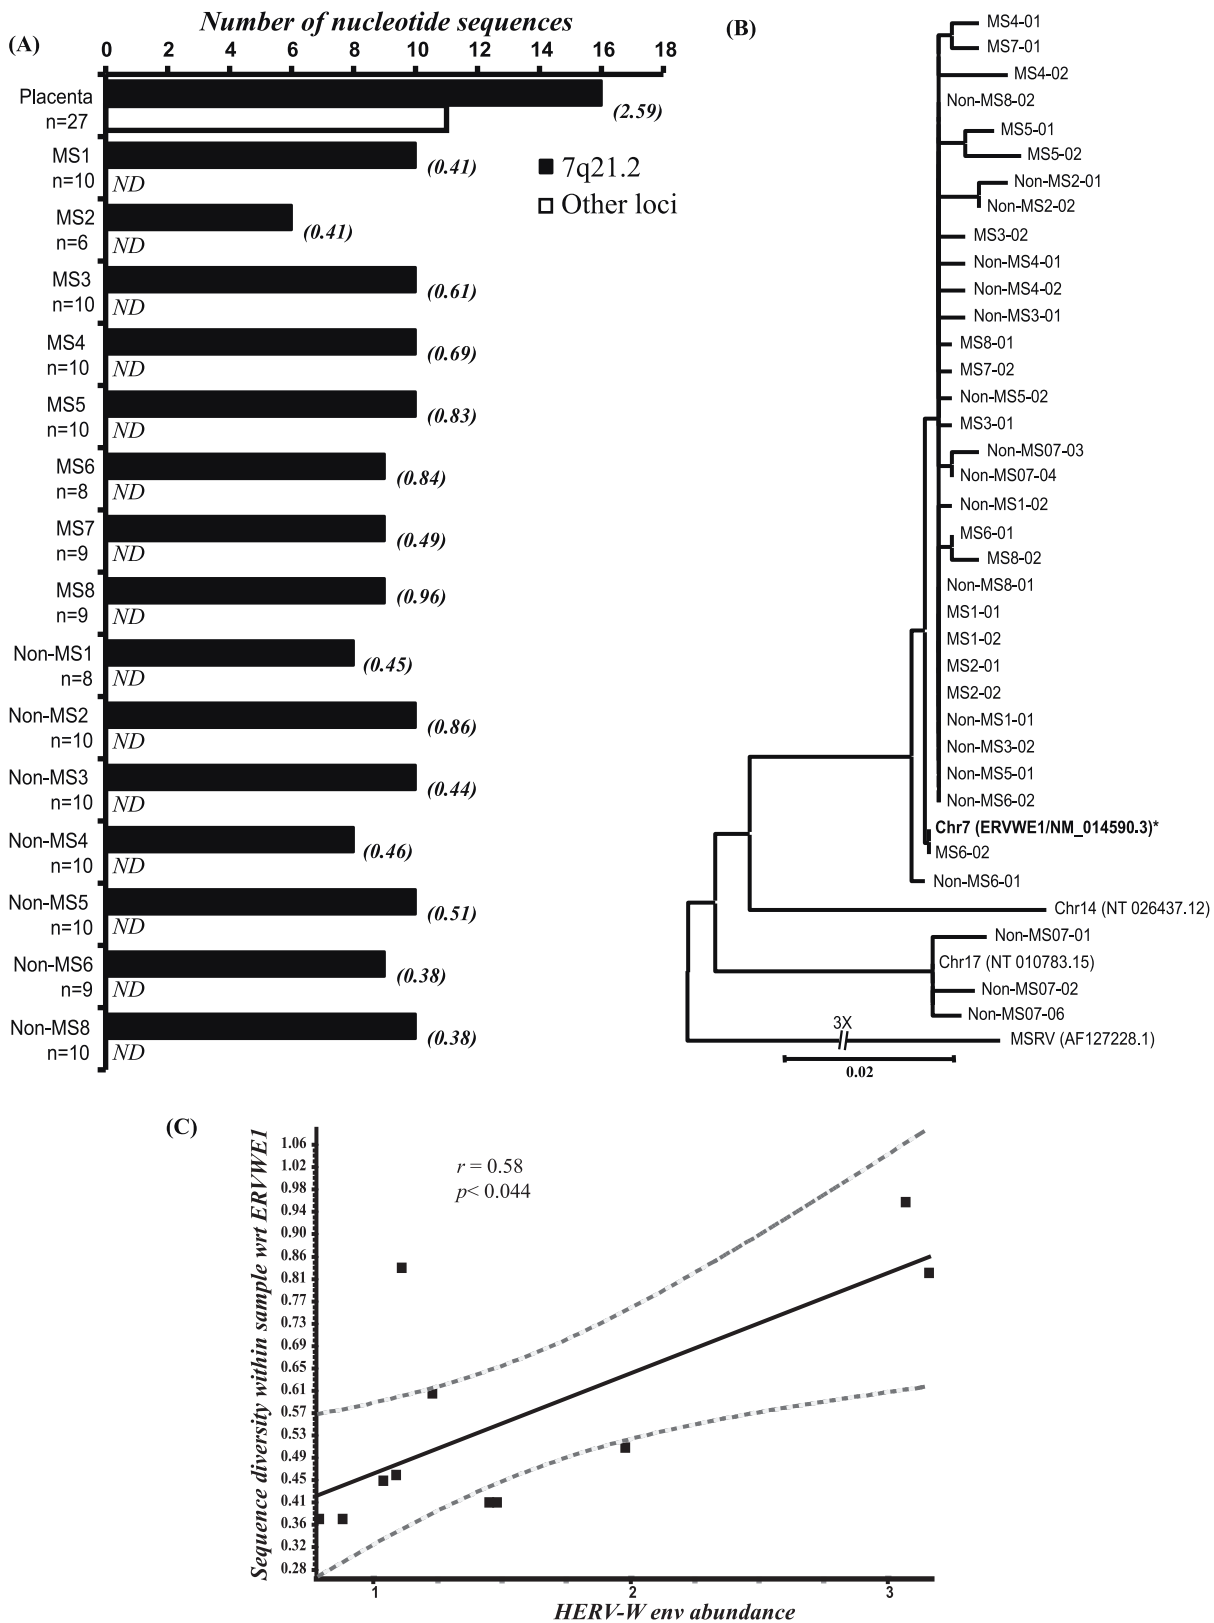 (A)
Number of nucleotide sequences
0 2 4 6 8 10 12 14 16 18
Placenta
n=27
(2.59)
MS1
n=10
ND
(0.41)
MS2
n=6
ND
(0.41)
MS3
n=10
ND
(0.61)
MS4
n=10
ND
(0.69)
MS5
n=10
ND
(0.83)
MS6
n=8
ND
(0.84)
MS7
n=9
ND
(0.49)
MS8
n=9
ND
(0.96)
Non-MS1
n=8
ND
(0.45)
Non-MS2
n=10
ND
(0.86)
Non-MS3
n=10
ND
(0.44)
Non-MS4
n=10
ND
(0.46)
Non-MS5
n=10
ND
(0.51)
Non-MS6
n=9
ND
(0.38)
Non-MS8
n=10
ND
(0.38)
7q21.2
Other loci
(B)
MS4-01
MS7-01
MS4-02
Non-MS8-02
MS5-01
MS5-02
Non-MS2-01
Non-MS2-02
MS3-02
Non-MS4-01
Non-MS4-02
Non-MS3-01
MS8-01
MS7-02
Non-MS5-02
MS3-01
Non-MS07-03
Non-MS07-04
Non-MS1-02
MS6-01
MS8-02
Non-MS8-01
MS1-01
MS1-02
MS2-01
MS2-02
Non-MS1-01
Non-MS3-02
Non-MS5-01
Non-MS6-02
Chr7 (ERVWE1/NM_014590.3)*
MS6-02
Non-MS6-01
Chr14 (NT 026437.12)
Non-MS07-01
Chr17 (NT 010783.15)
Non-MS07-02
Non-MS07-06
3X
MSRV (AF127228.1)
0.02
(C)
Sequence diversity within sample wrt ERVWE1
1.06
1.02
0.98
0.94
0.90
0.86
0.81
0.77
0.73
0.69
0.65
0.61
0.57
0.53
0.49
0.45
0.41
0.36
0.32
0.28
r = 0.58
p< 0.044
1 2 3
HERV-W env abundance